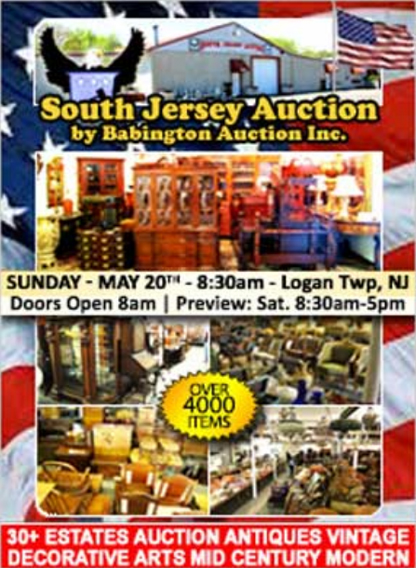 South Jersey Auction
by Babington Auction Inc.
SUNDAY - MAY 20TH - 8:30am - Logan Twp, NJ
Doors Open 8am | Preview: Sat. 8:30am-5pm
OVER
4000
ITEMS
30+ ESTATES AUCTION ANTIQUES VINTAGE
DECORATIVE ARTS MID CENTURY MODERN